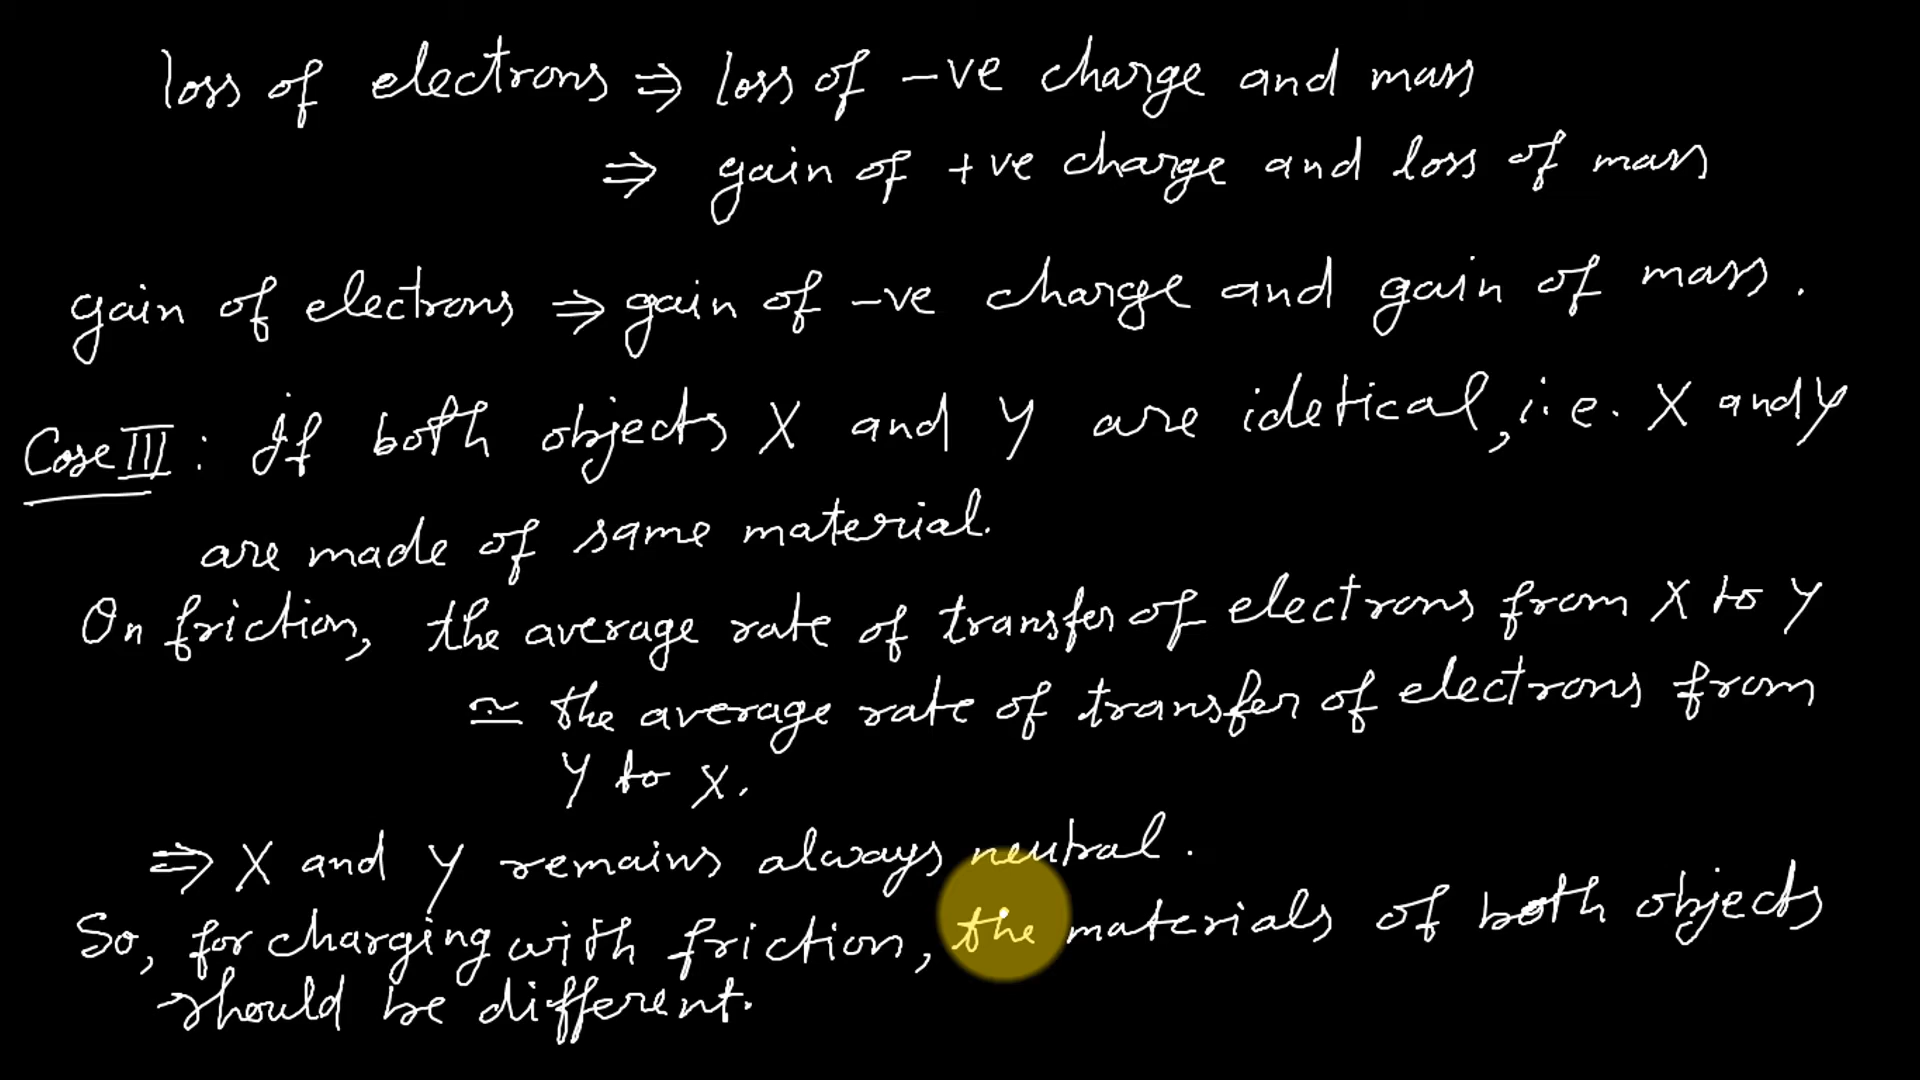 loss of electrons ⇒ loss of -ve charge and mass
⇒ gain of +ve charge and loss of mass
gain of electrons ⇒ gain of -ve charge and gain of mass.
Case III : If both objects X and Y are idetical, i.e. X and Y
are made of same material.
On friction, the average rate of transfer of electrons from X to Y
≃ the average rate of transfer of electrons from
Y to X.
⇒ X and Y remains always neutral.
So, for charging with friction, the materials of both objects
should be different.